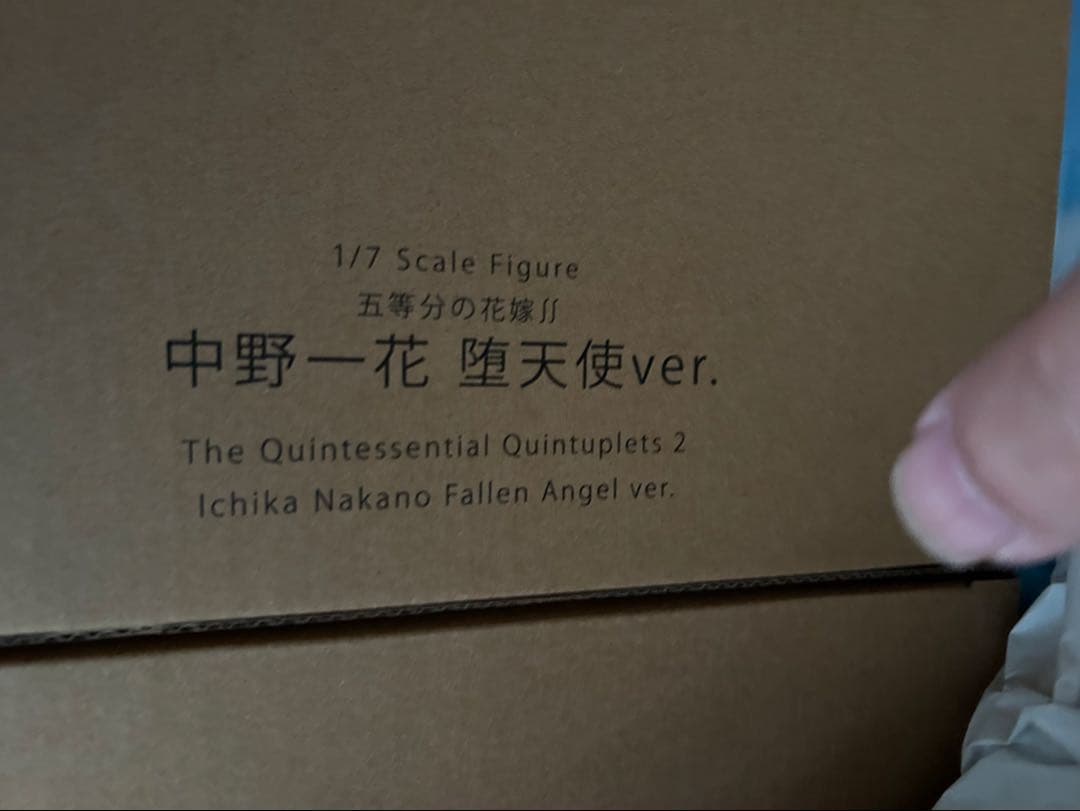 1/7 Scale Figure
五等分の花嫁∬
中野一花 堕天使ver.
The Quintessential Quintuplets 2
Ichika Nakano Fallen Angel ver.